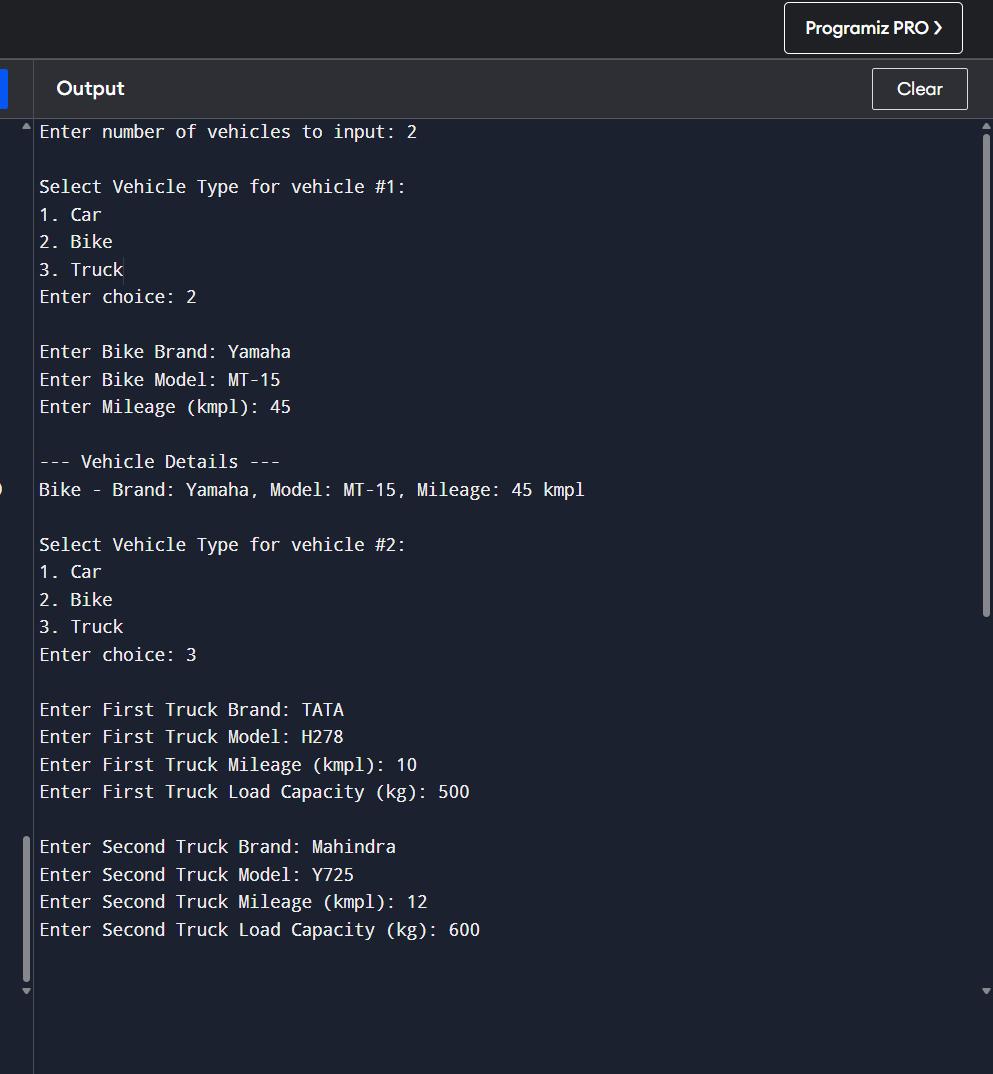 Programiz PRO ❯
Output
Clear
Enter number of vehicles to input: 2
Select Vehicle Type for vehicle #1:
1. Car
2. Bike
3. Truck
Enter choice: 2
Enter Bike Brand: Yamaha
Enter Bike Model: MT-15
Enter Mileage (kmpl): 45
--- Vehicle Details ---
Bike - Brand: Yamaha, Model: MT-15, Mileage: 45 kmpl
Select Vehicle Type for vehicle #2:
1. Car
2. Bike
3. Truck
Enter choice: 3
Enter First Truck Brand: TATA
Enter First Truck Model: H278
Enter First Truck Mileage (kmpl): 10
Enter First Truck Load Capacity (kg): 500
Enter Second Truck Brand: Mahindra
Enter Second Truck Model: Y725
Enter Second Truck Mileage (kmpl): 12
Enter Second Truck Load Capacity (kg): 600